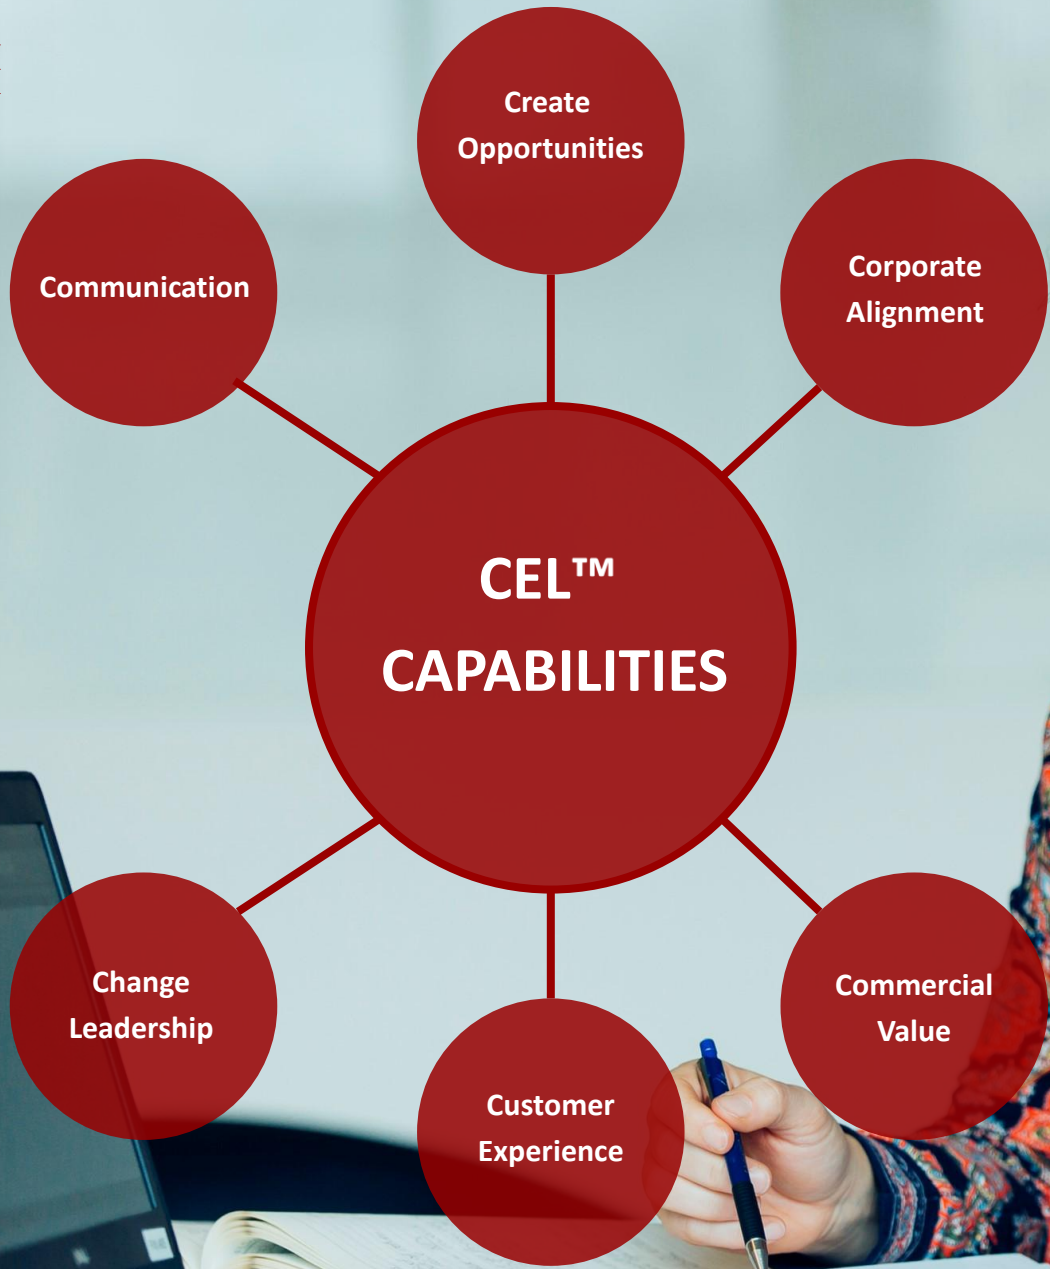 Create
Opportunities
Communication
Corporate
Alignment
CEL™
CAPABILITIES
Change
Leadership
Commercial
Value
Customer
Experience